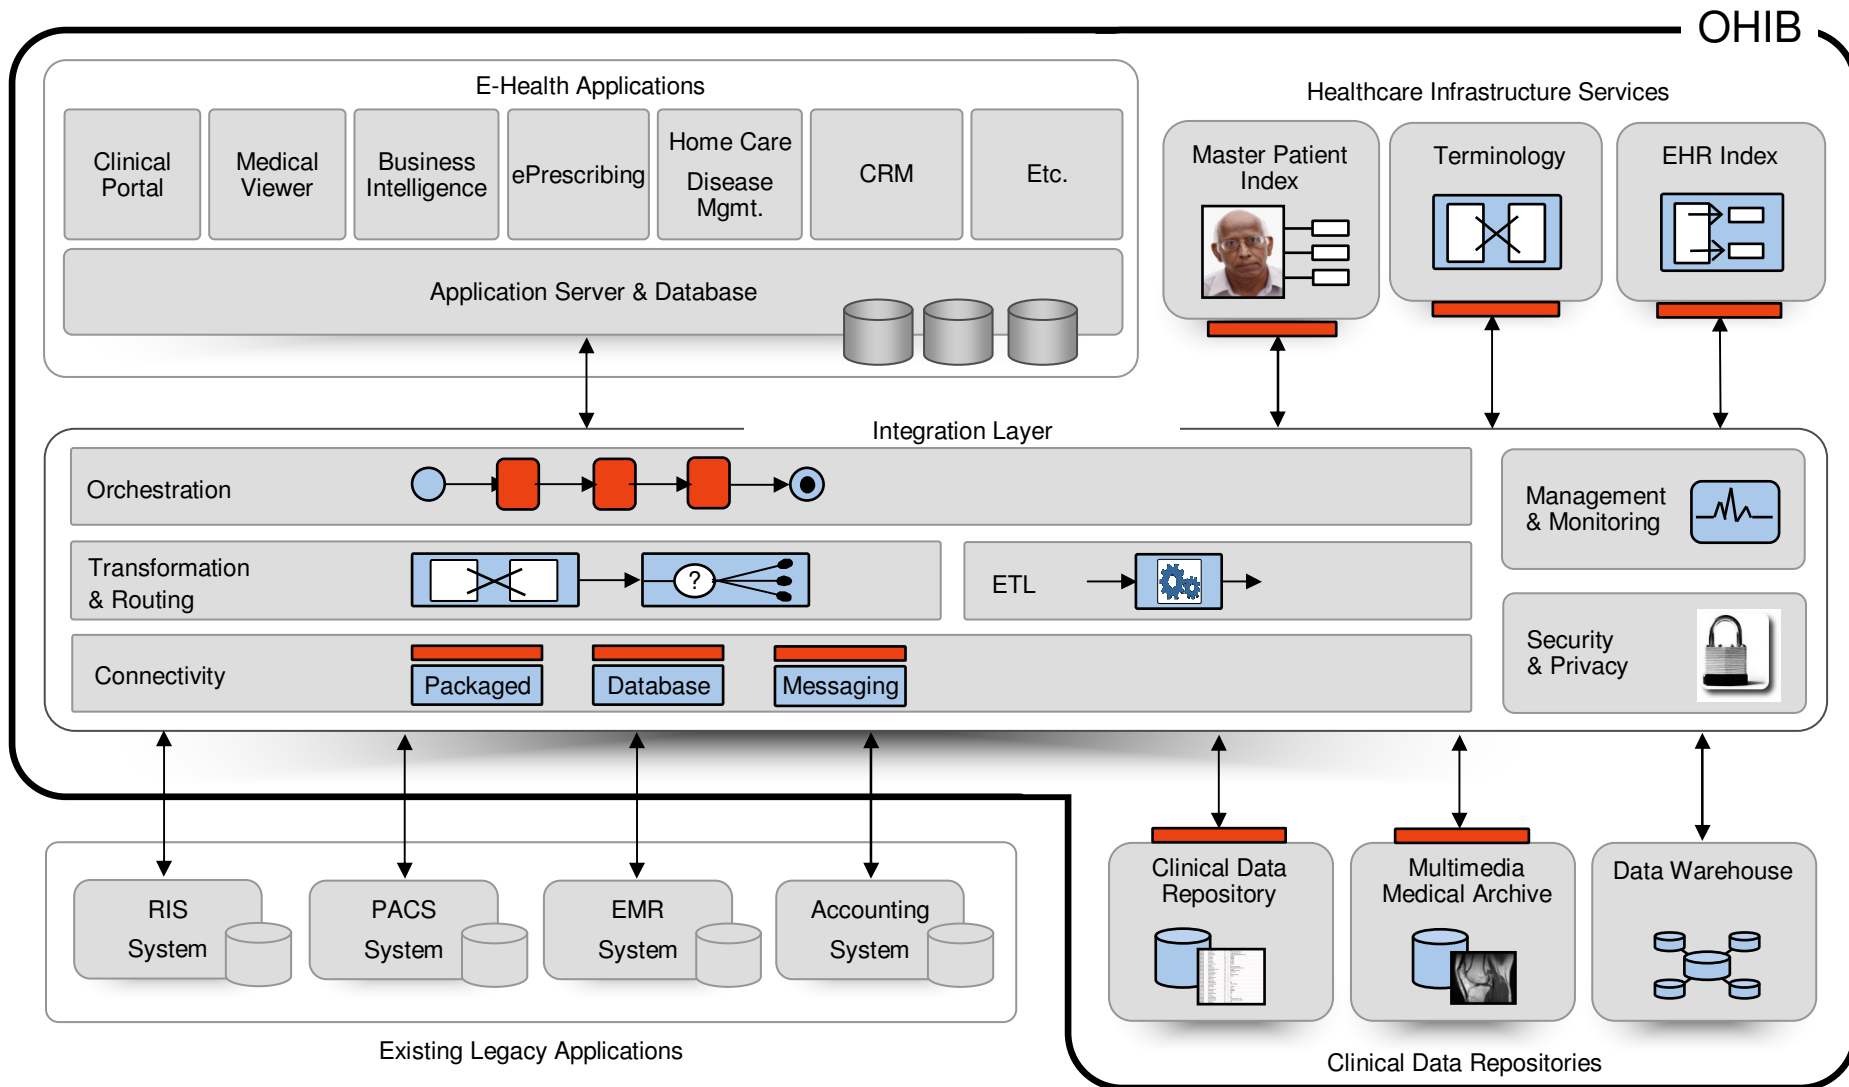 OHIB
E-Health Applications
Healthcare Infrastructure Services
Clinical
Portal
Medical
Viewer
Business
Intelligence
ePrescribing
Home Care
Disease
Mgmt.
CRM
Etc.
Application Server & Database
Master Patient
Index
Terminology
EHR Index
Integration Layer
Orchestration
Transformation
& Routing
?
ETL
Connectivity
Packaged
Database
Messaging
Management
& Monitoring
Security
& Privacy
RIS
System
PACS
System
EMR
System
Accounting
System
Existing Legacy Applications
Clinical Data
Repository
Multimedia
Medical Archive
Data Warehouse
Clinical Data Repositories